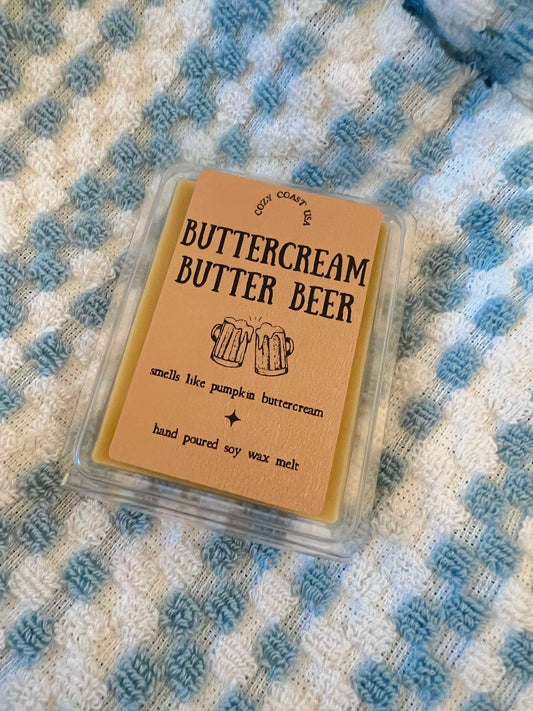 COZY COAST USA
BUTTERCREAM
BUTTER BEER
smells like pumpkin buttercream
hand poured soy wax melt